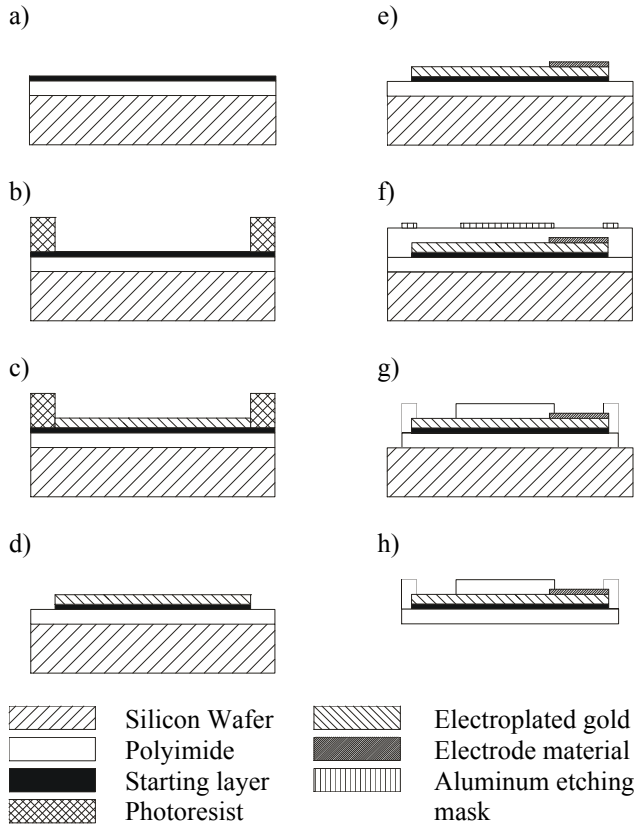 a)
e)
b)
f)
c)
g)
d)
h)
Silicon Wafer
Polyimide
Starting layer
Photoresist
Electroplated gold
Electrode material
Aluminum etching
mask